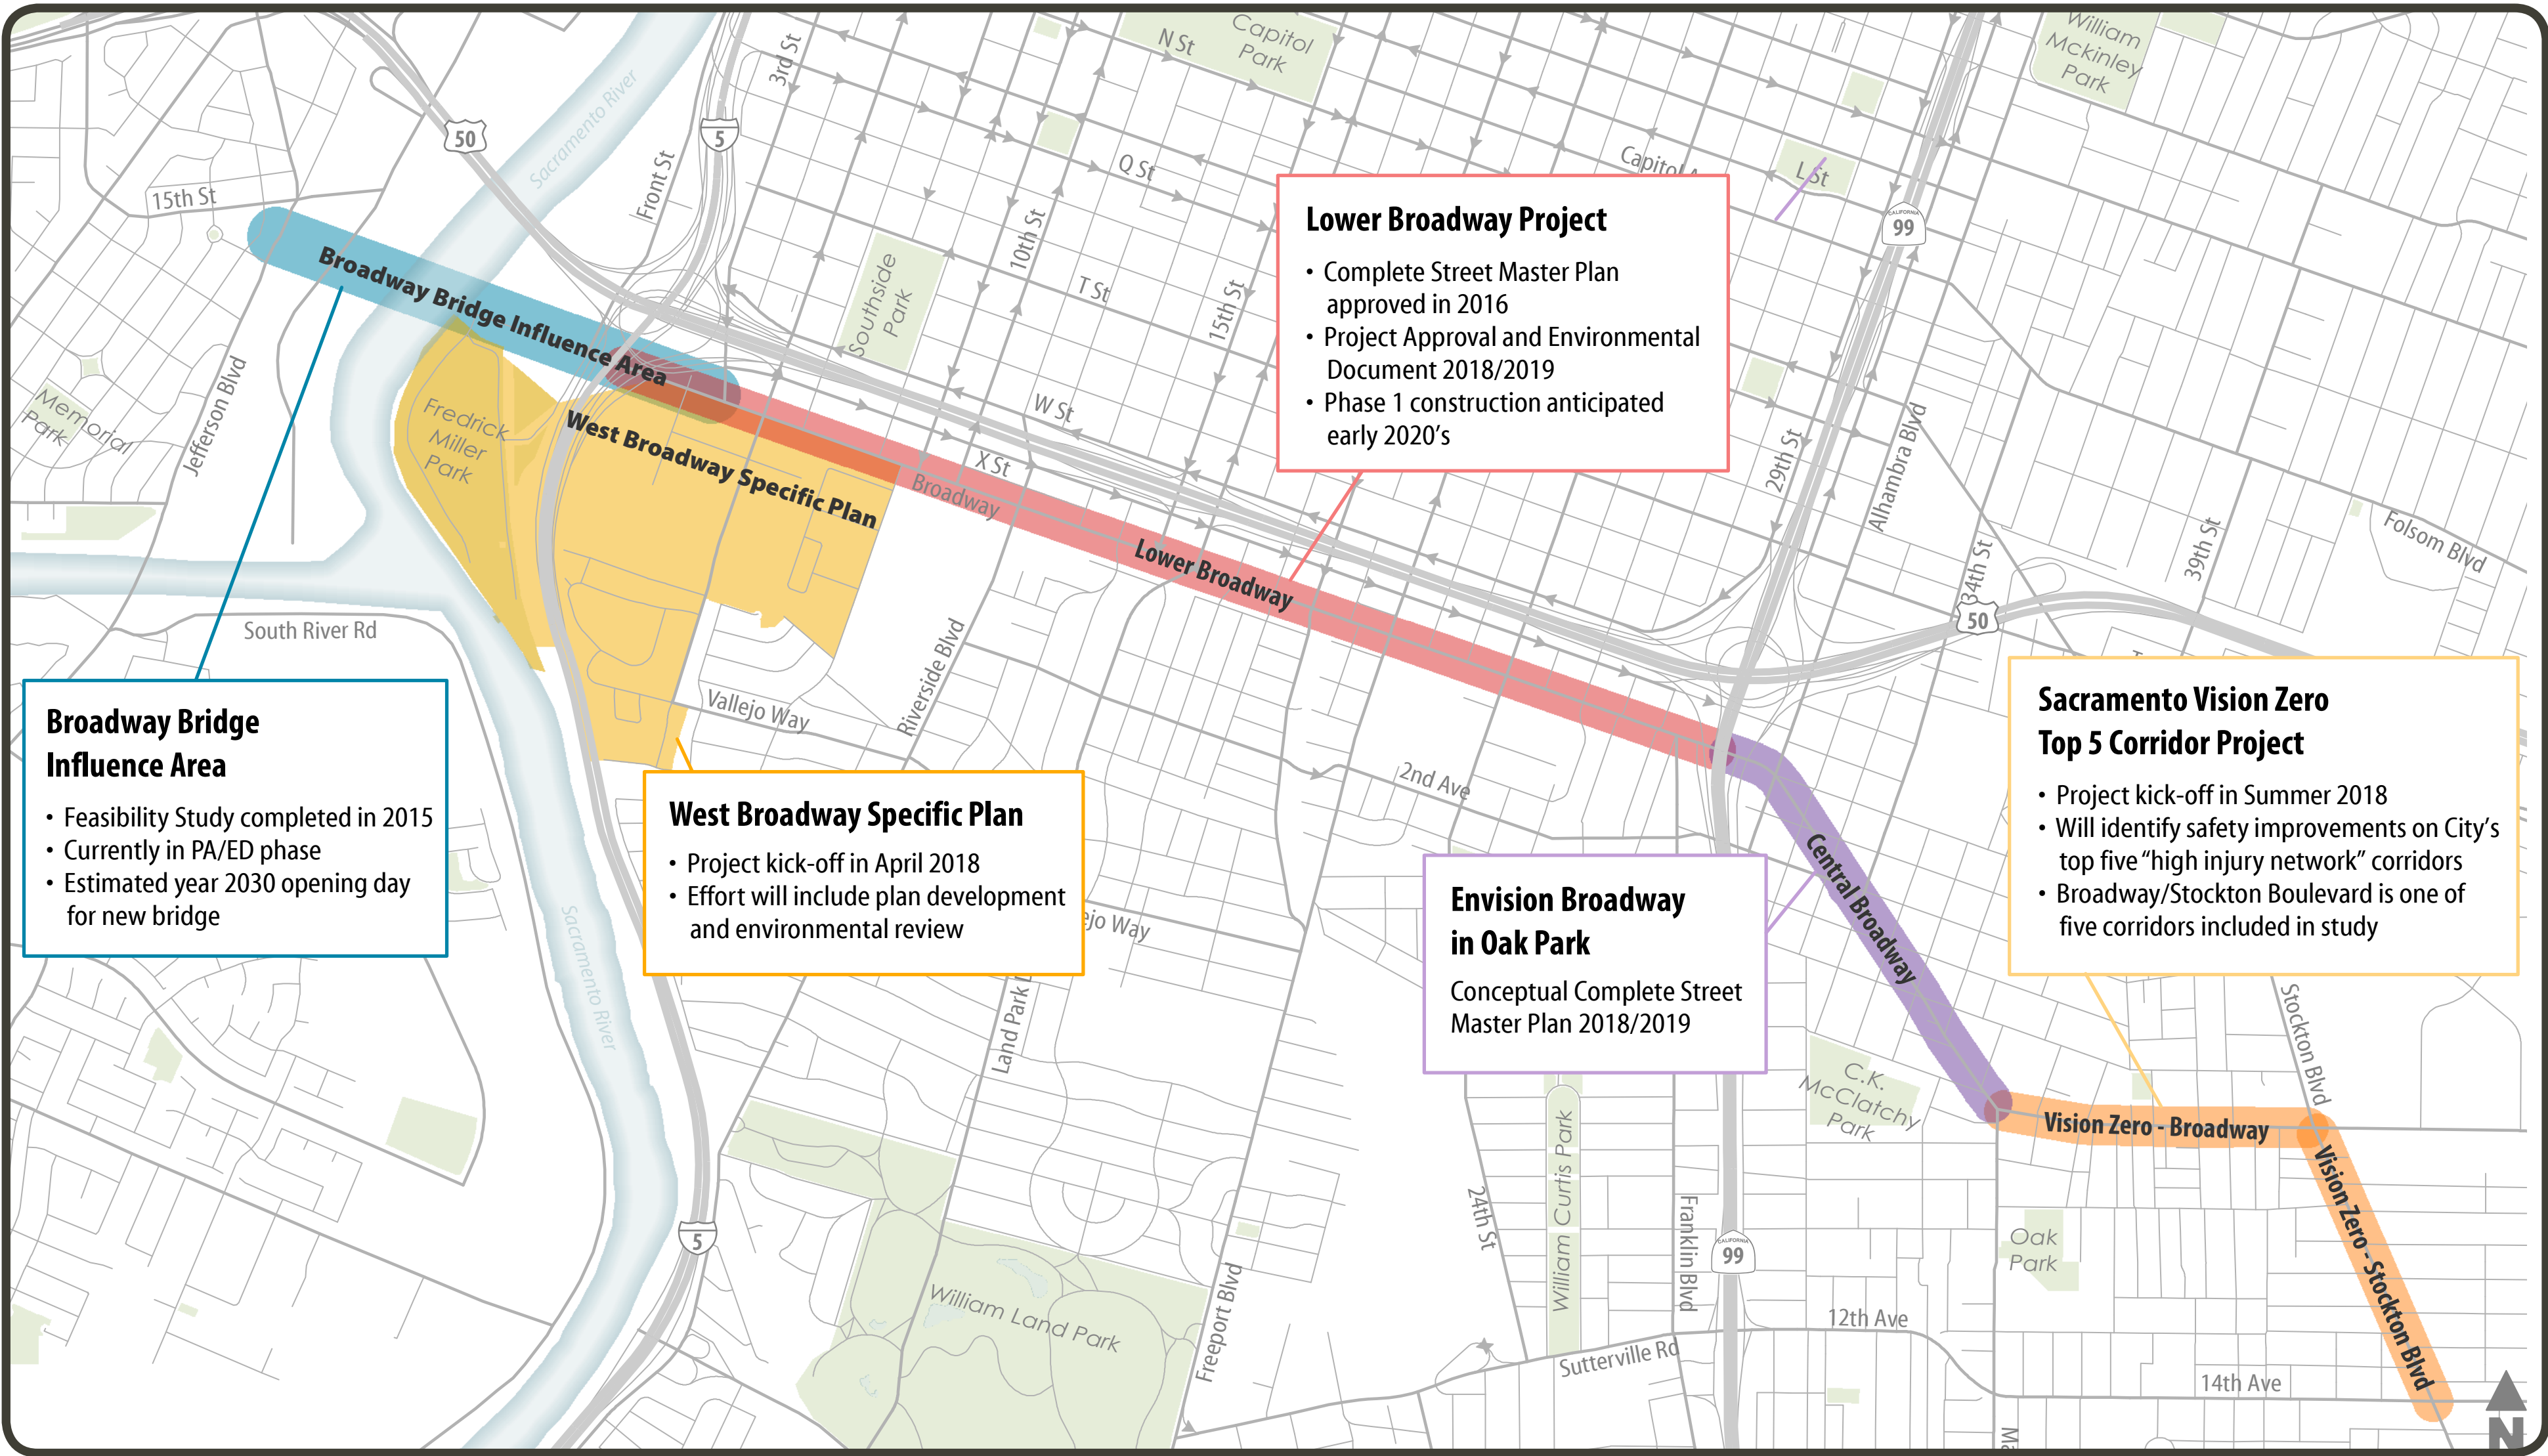 Capitol
Park
N St
William
Mckinley
Park
3rd St
Sacramento River
50
5
Q St
Capitol
L St
15th St
Front St
CALIFORNIA
99
10th St
Southside
Park
T St
15th St
Lower Broadway Project
• Complete Street Master Plan
approved in 2016
• Project Approval and Environmental
Document 2018/2019
• Phase 1 construction anticipated
early 2020's
Broadway Bridge Influence Area
Memorial
Park
Jefferson Blvd
Fredrick
Miller
Park
West Broadway Specific Plan
W St
X St
Broadway
Lower Broadway
29th St
Alhambra Blvd
34th St
39th St
Folsom Blvd
50
South River Rd
Riverside Blvd
Vallejo Way
2nd Ave
Broadway Bridge
Influence Area
• Feasibility Study completed in 2015
• Currently in PA/ED phase
• Estimated year 2030 opening day
for new bridge
West Broadway Specific Plan
• Project kick-off in April 2018
• Effort will include plan development
and environmental review
ejo Way
Envision Broadway
in Oak Park
Conceptual Complete Street
Master Plan 2018/2019
Central Broadway
Sacramento Vision Zero
Top 5 Corridor Project
• Project kick-off in Summer 2018
• Will identify safety improvements on City's
top five “high injury network” corridors
• Broadway/Stockton Boulevard is one of
five corridors included in study
Sacramento River
Land Park
Stockton Blvd
C.K.
McClatchy
Park
Vision Zero - Broadway
Vision Zero - Stockton Blvd
William Curtis Park
24th St
Franklin Blvd
5
CALIFORNIA
99
Oak
Park
William Land Park
Freeport Blvd
12th Ave
Sutterville Rd
14th Ave
N